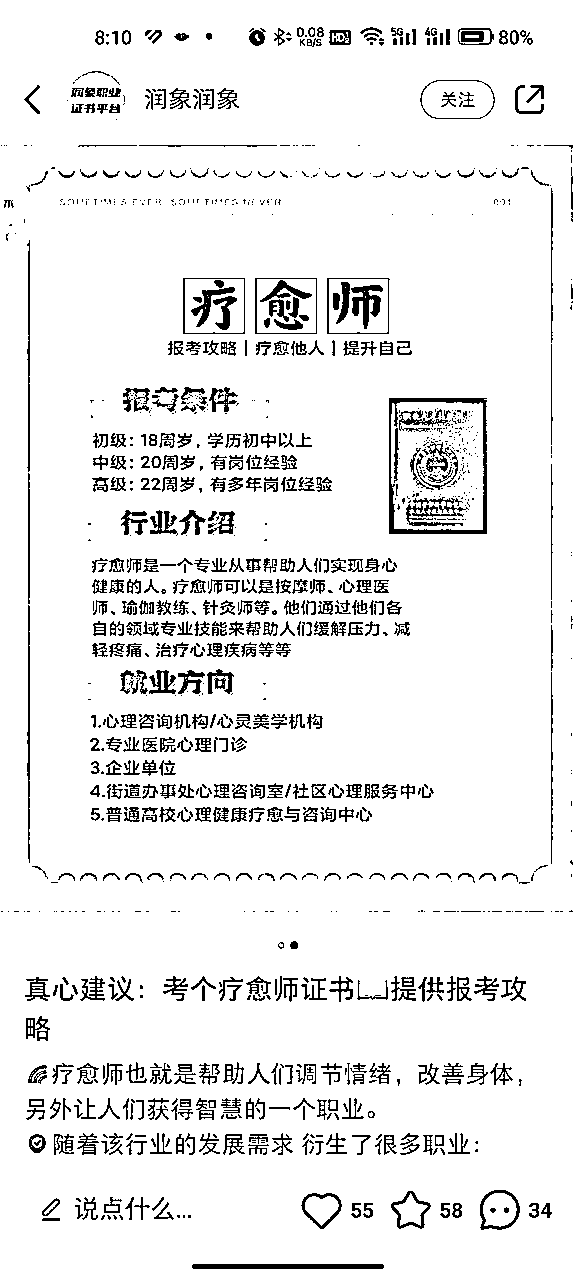 8:10
0.08 KB/S HD 5G 4G 80%
润象职业
证书平台
润象润象
关注
SOMETIMES EVER SOMETIMES NEVER
001
疗愈师
报考攻略 | 疗愈他人 | 提升自己
报考条件
初级：18周岁，学历初中以上
中级：20周岁，有岗位经验
高级：22周岁，有多年岗位经验
行业介绍
疗愈师是一个专业从事帮助人们实现身心
健康的人。疗愈师可以是按摩师、心理医
师、瑜伽教练、针灸师等。他们通过他们各
自的领域专业技能来帮助人们缓解压力、减
轻疼痛、治疗心理疾病等等
就业方向
1.心理咨询机构/心灵美学机构
2.专业医院心理门诊
3.企业单位
4.街道办事处心理咨询室/社区心理服务中心
5.普通高校心理健康疗愈与咨询中心
真心建议：考个疗愈师证书📖提供报考攻
略
🌈疗愈师也就是帮助人们调节情绪，改善身体，
另外让人们获得智慧的一个职业。
随着该行业的发展需求 衍生了很多职业：
说点什么...
55
58
34